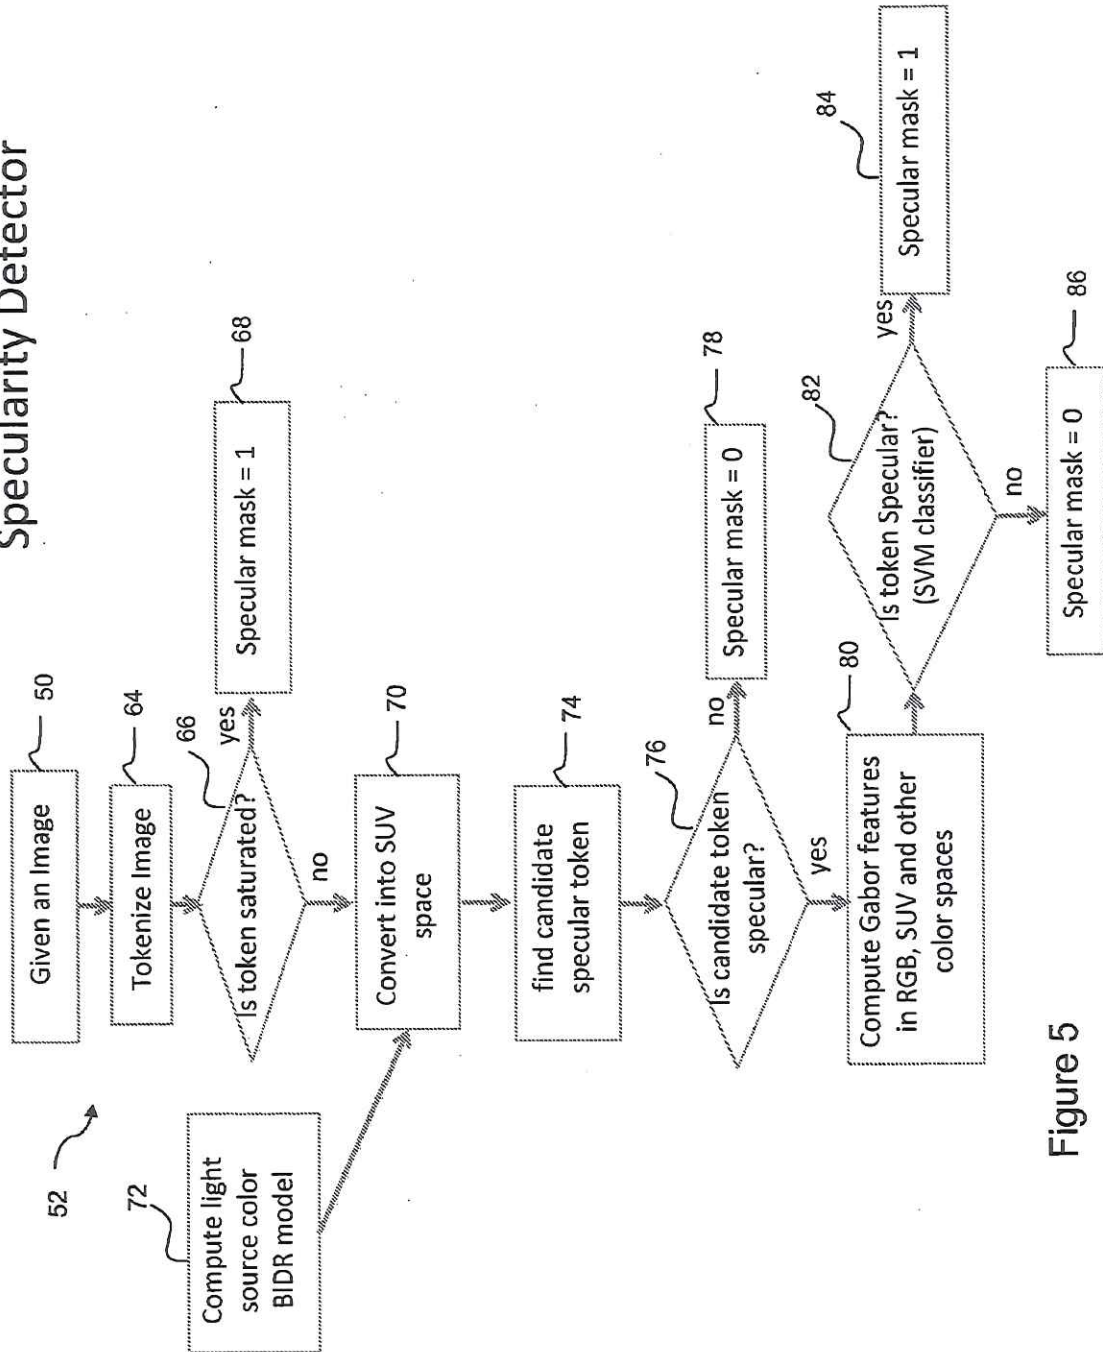 Specularity Detector
52
Given an Image
50
Tokenize Image
64
Is token saturated?
66
yes
Specular mask = 1
68
no
72
Compute light
source color
BIDR model
Convert into SUV
space
70
find candidate
specular token
74
Is candidate token
specular?
76
no
Specular mask = 0
78
yes
Compute Gabor features
in RGB, SUV and other
color spaces
80
Is token Specular?
(SVM classifier)
82
yes
Specular mask = 1
84
no
Specular mask = 0
86
Figure 5